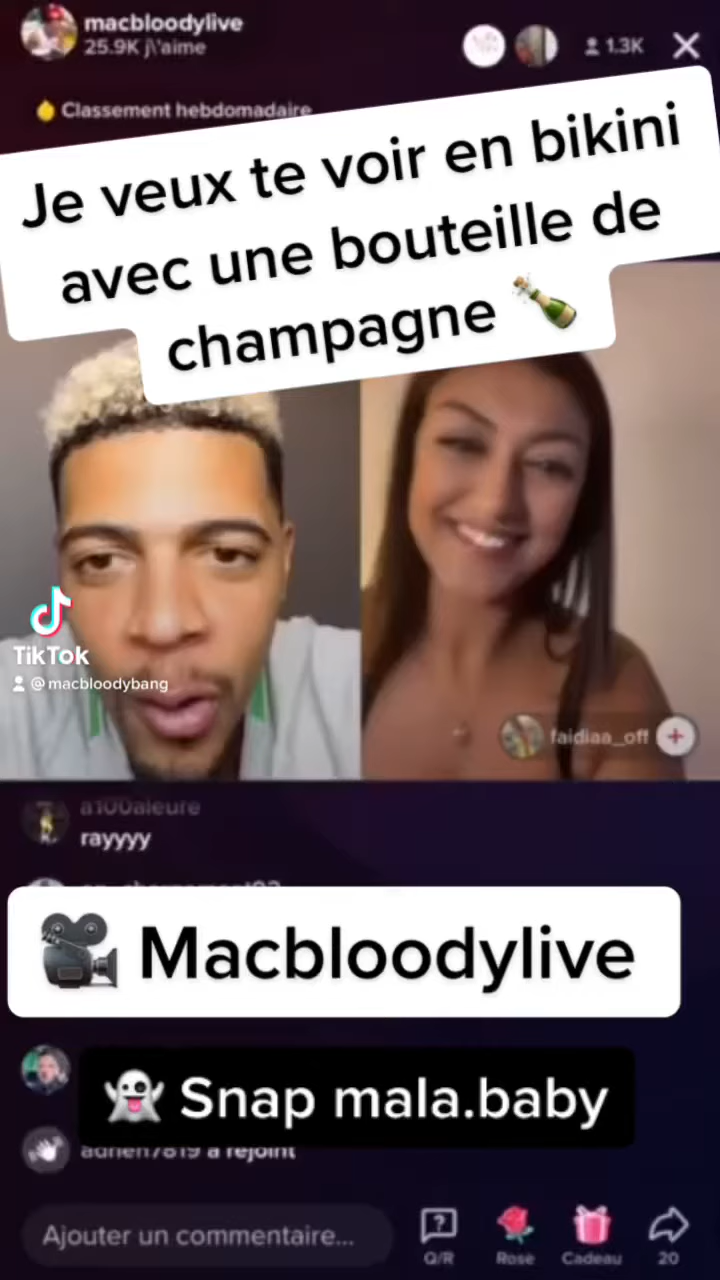 macbloodylive
25.9K j\'aime
1.3K
Classement hebdomadaire
Je veux te voir en bikini
avec une bouteille de
champagne
TikTok
@macbloodybang
faidiaa_off
a100aleure
rayyyy
Macbloodylive
Snap mala.baby
adrien7819 a rejoint
Ajouter un commentaire...
Q/R
Rose
Cadeau
20